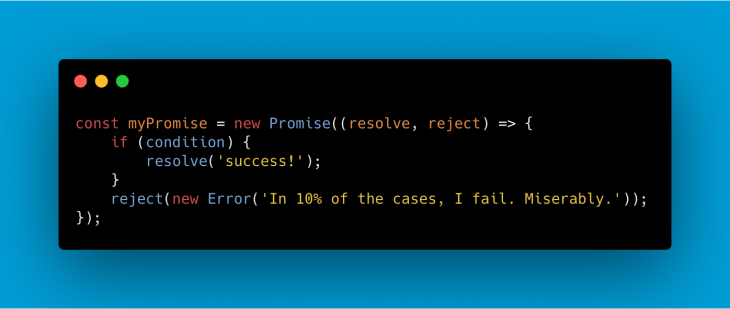 const myPromise = new Promise((resolve, reject) => {
    if (condition) {
        resolve('success!');
    }
    reject(new Error('In 10% of the cases, I fail. Miserably.'));
});